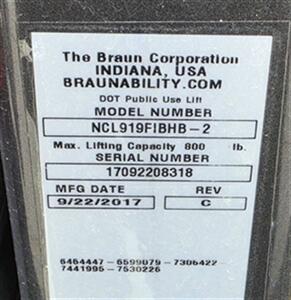 The Braun Corporation
INDIANA, USA
BRAUNABILITY.COM
DOT Public Use Lift
MODEL NUMBER
NCL919FIBHB-2
Max. Lifting Capacity 800 lb.
SERIAL NUMBER
17092208318
MFG DATE REV
9/22/2017 C
6464447-6599079-7306422
7441995-7530226